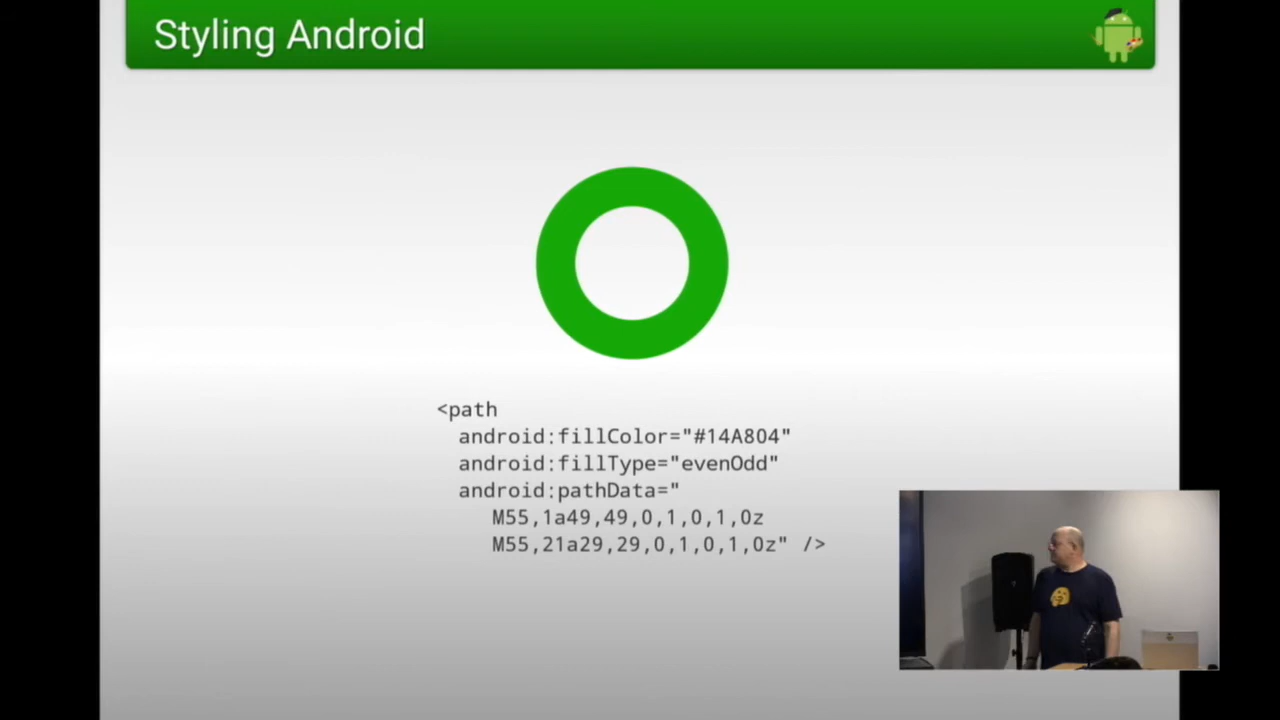 Styling Android
<path
android:fillColor="#14A804"
android:fillType="evenOdd"
android:pathData="
M55,1a49,49,0,1,0,1,0z
M55,21a29,29,0,1,0,1,0z" />